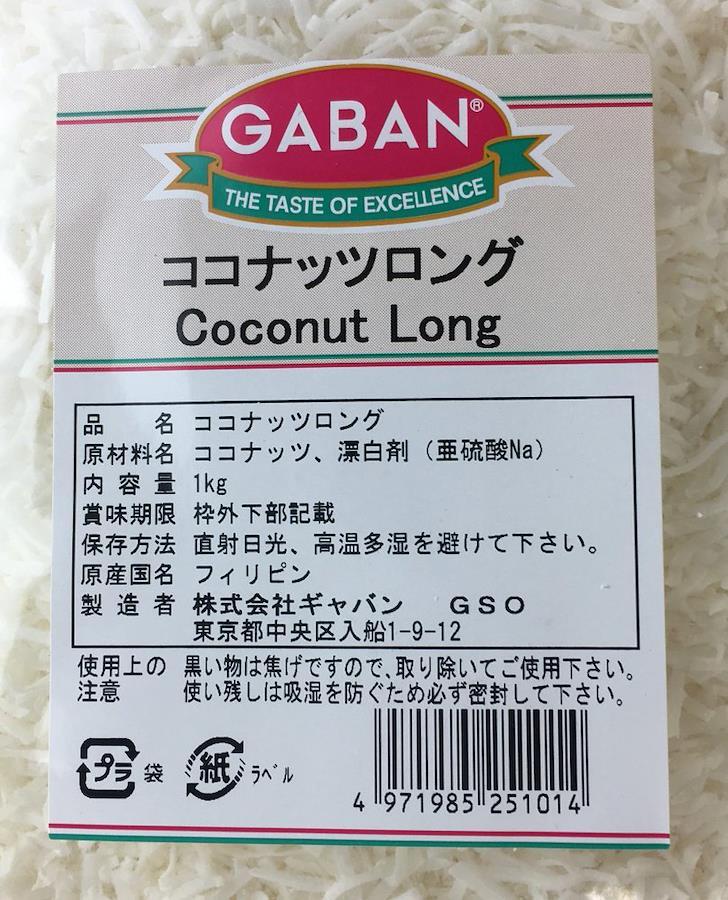 GABAN®
THE TASTE OF EXCELLENCE
ココナッツロング
Coconut Long
品名 ココナッツロング
原材料名 ココナッツ、漂白剤（亜硫酸Na）
内容量 1kg
賞味期限 枠外下部記載
保存方法 直射日光、高温多湿を避けて下さい。
原産国名 フィリピン
製造者 株式会社ギャバン GSO
東京都中央区入船1-9-12
使用上の 黒い物は焦げですので、取り除いてご使用下さい。
注意 使い残しは吸湿を防ぐため必ず密封して下さい。
プラ 袋 紙 ラベル
4 971985 251014